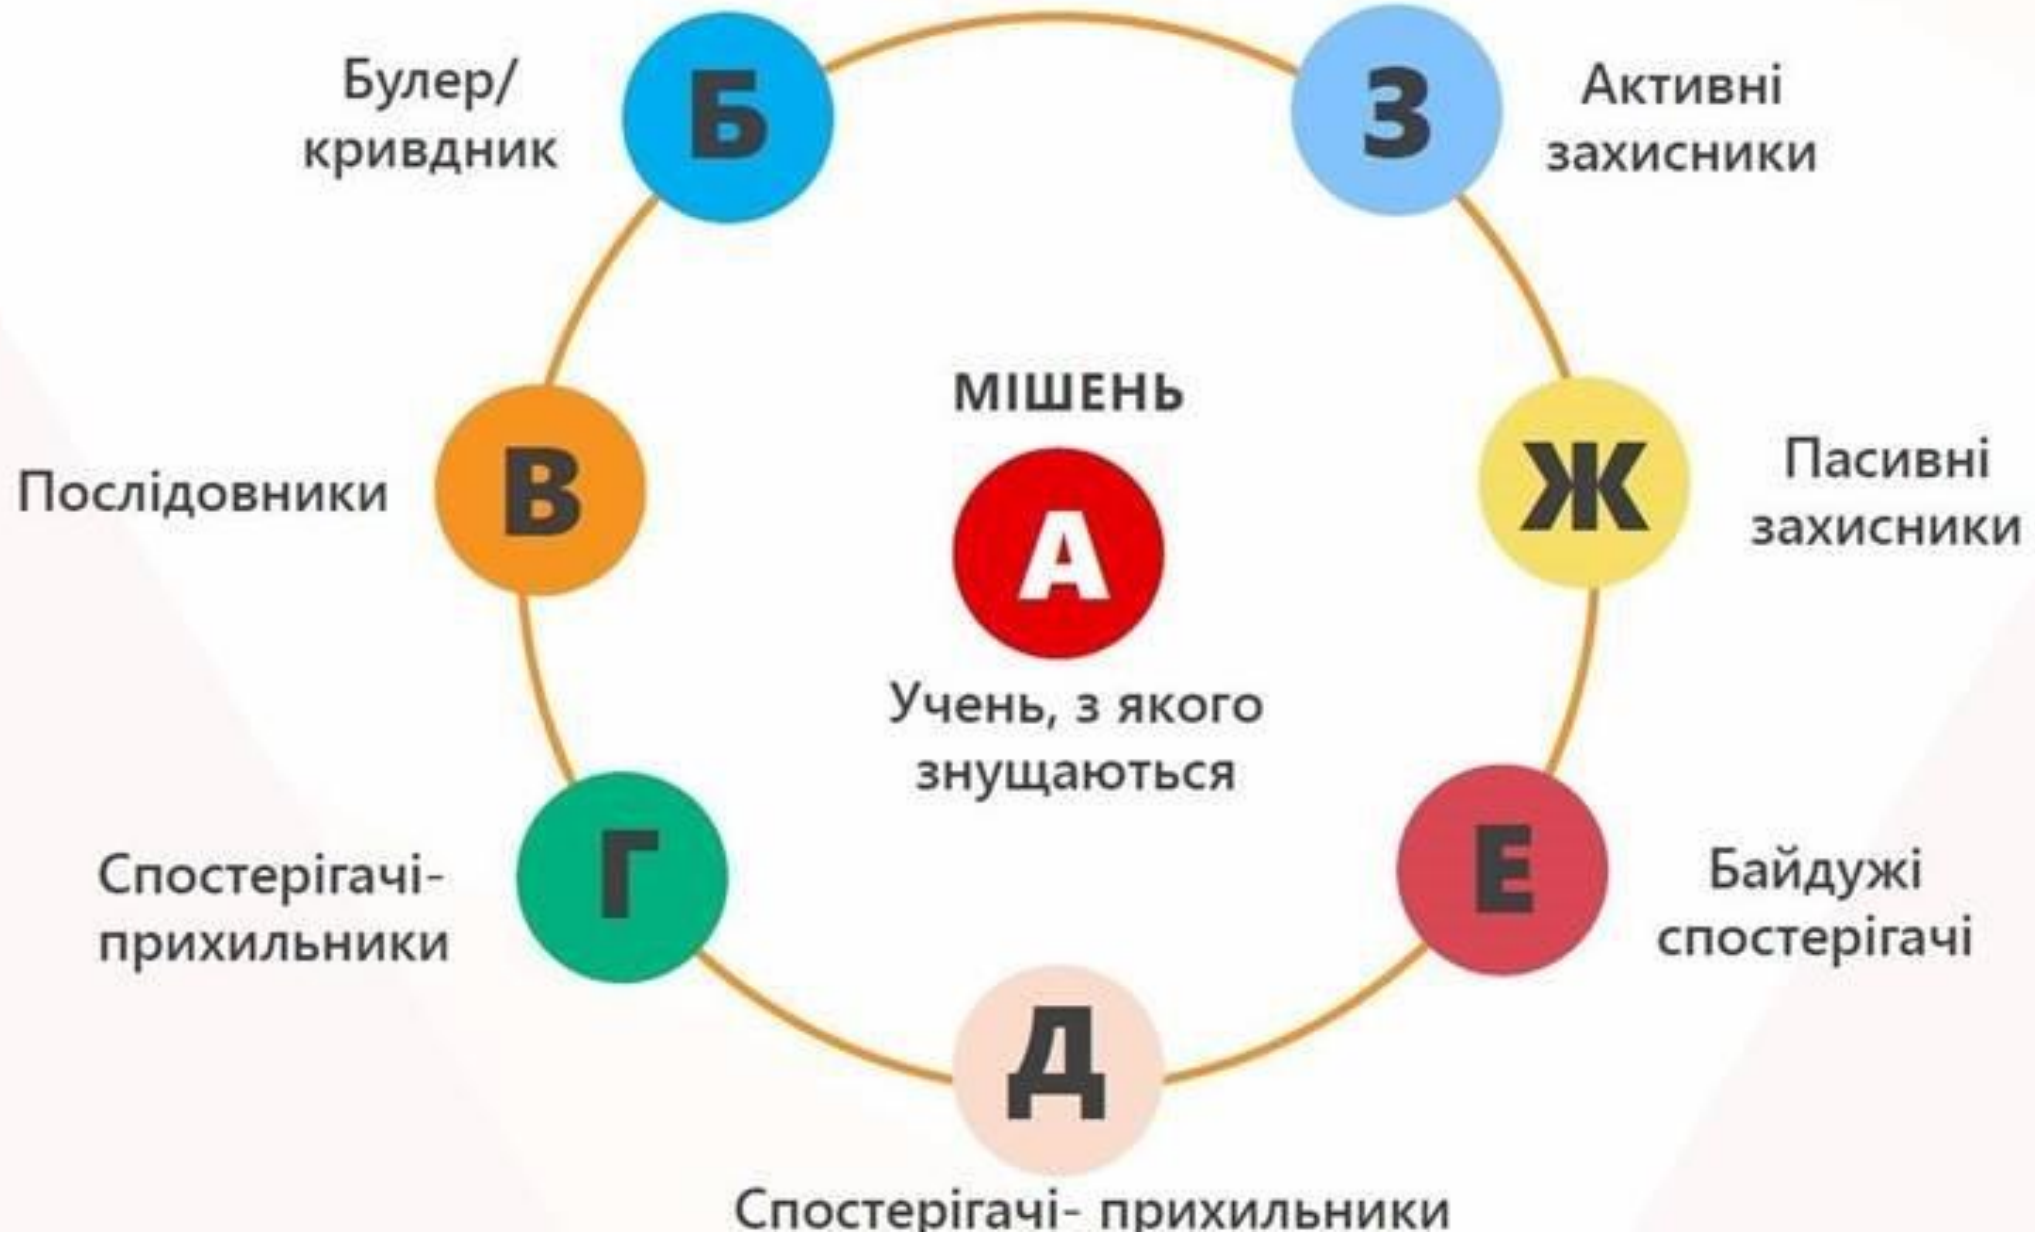 Булер/
кривдник
Б
З
Активні
захисники
Послідовники
В
МІШЕНЬ
А
Учень, з якого
знущаються
Ж
Пасивні
захисники
Спостерігачі-
прихильники
Г
Е
Байдужі
спостерігачі
Д
Спостерігачі- прихильники